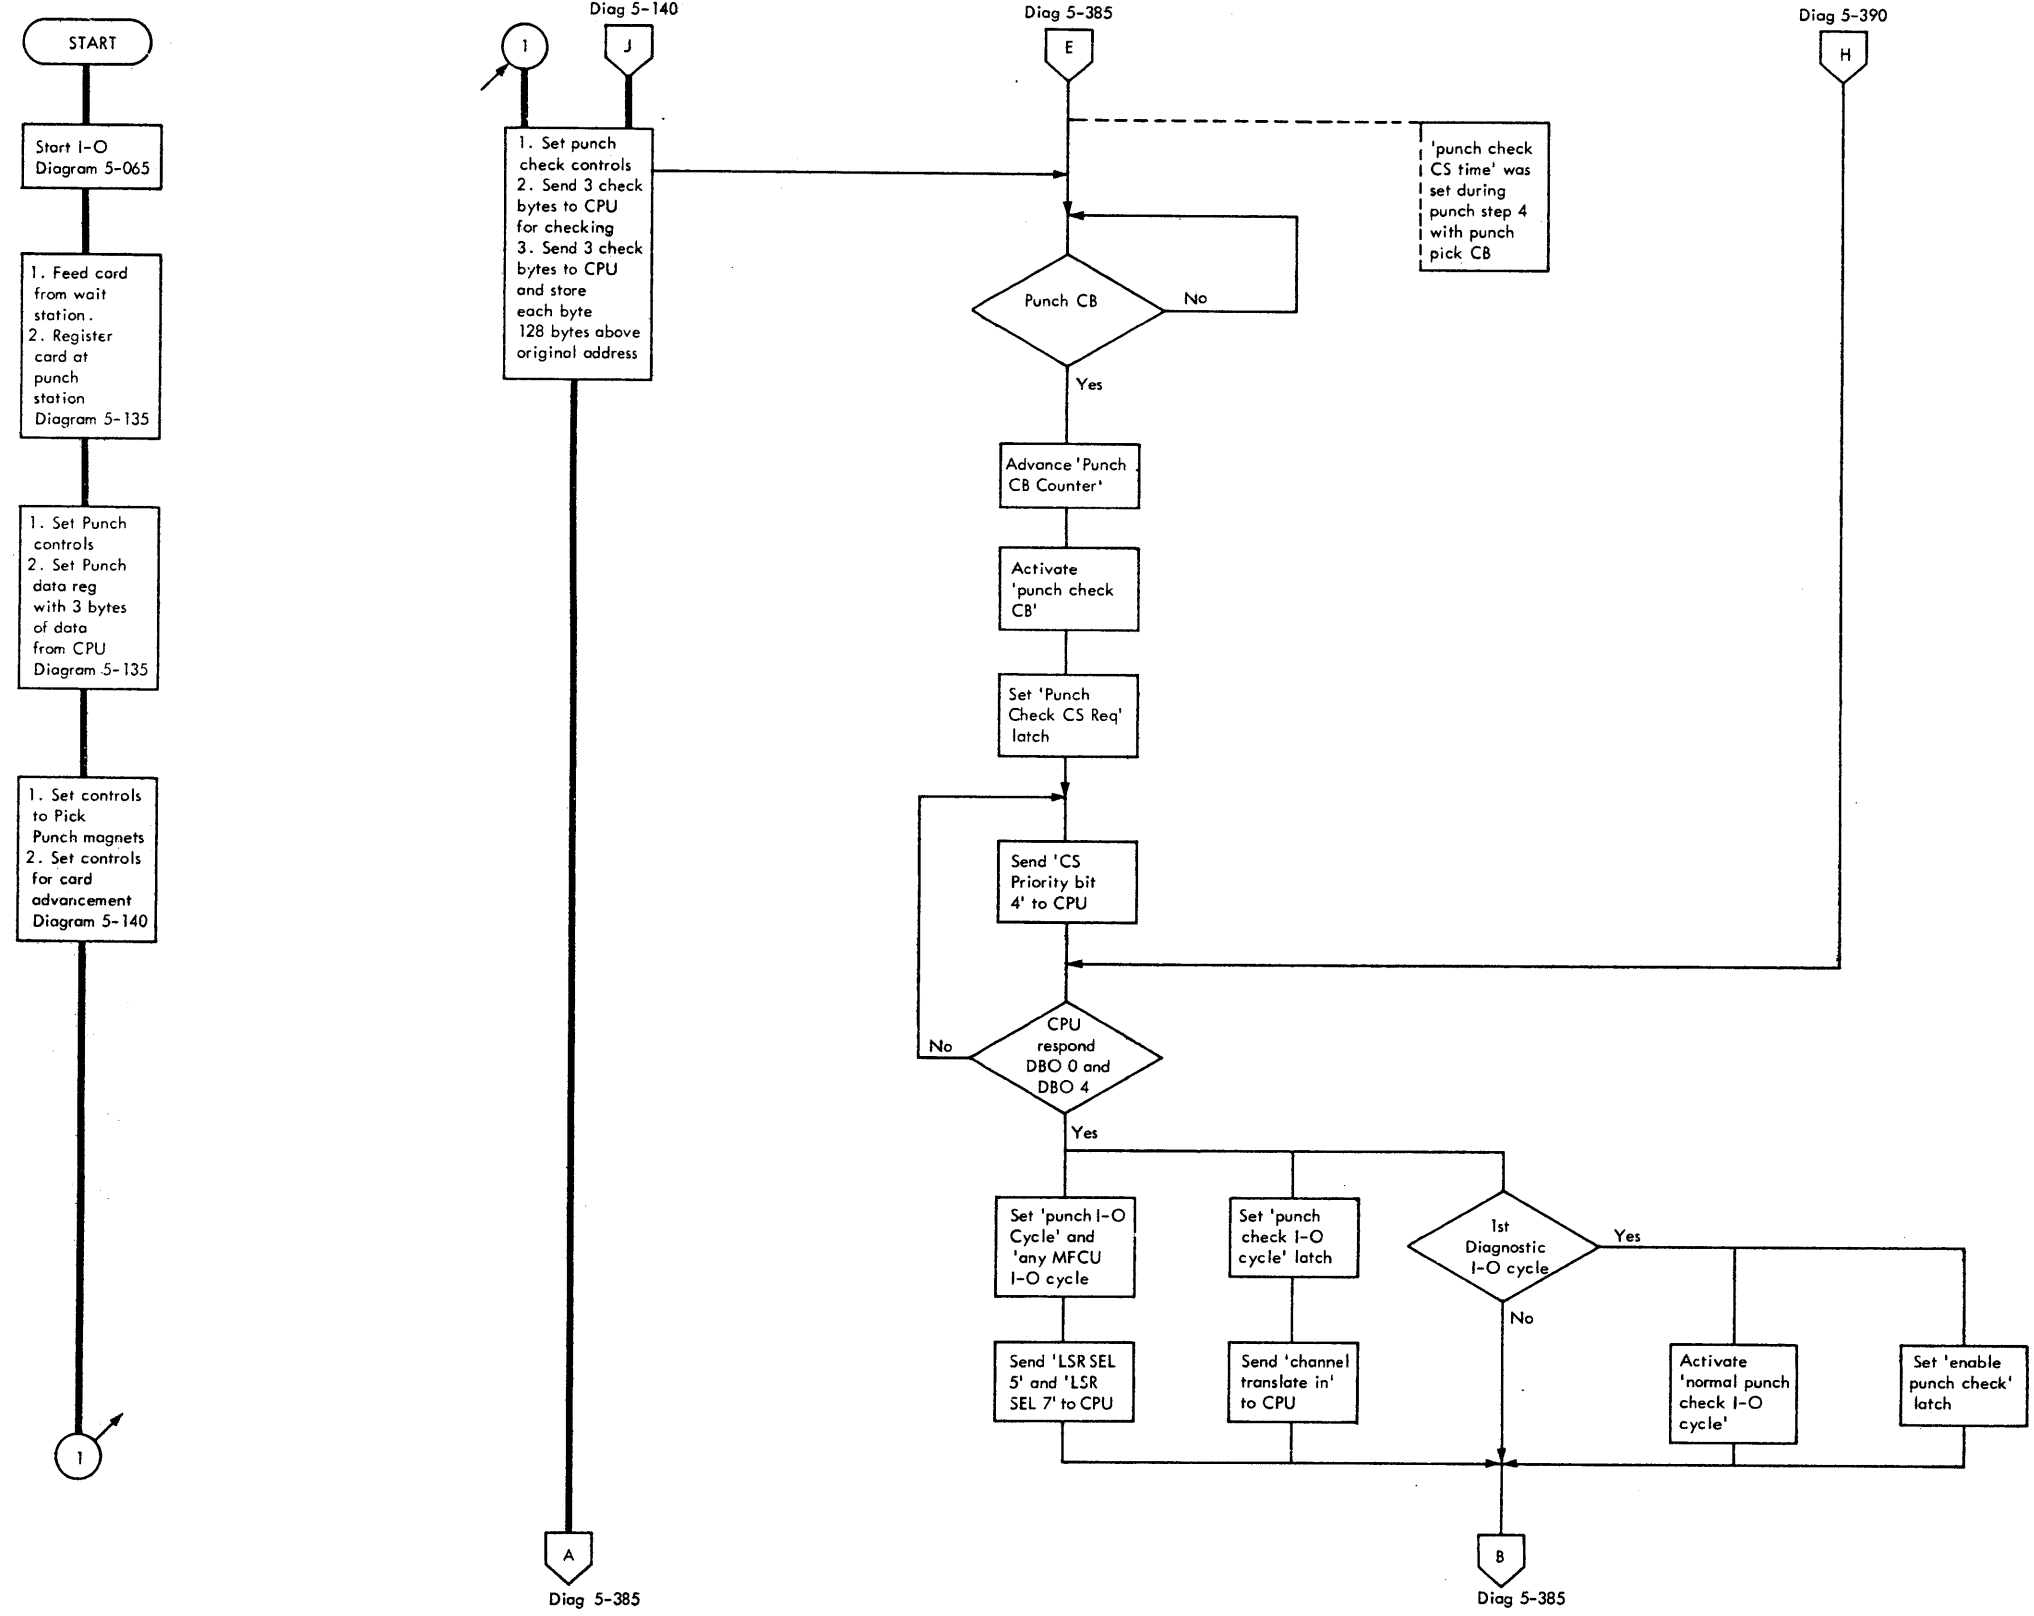 START
Start I-O
Diagram 5-065
1. Feed card
from wait
station.
2. Register
card at
punch
station
Diagram 5-135
1. Set Punch
controls
2. Set Punch
data reg
with 3 bytes
of data
from CPU
Diagram 5-135
1. Set controls
to Pick
Punch magnets
2. Set controls
for card
advancement
Diagram 5-140
1
1
Diag 5-140
J
1. Set punch
check controls
2. Send 3 check
bytes to CPU
for checking
3. Send 3 check
bytes to CPU
and store
each byte
128 bytes above
original address
A
Diag 5-385
Diag 5-385
E
'punch check
CS time' was
set during
punch step 4
with punch
pick CB
Punch CB
No
Yes
Advance 'Punch
CB Counter'
Activate
'punch check
CB'
Set 'Punch
Check CS Req'
latch
Send 'CS
Priority bit
4' to CPU
Diag 5-390
H
CPU
respond
DBO 0 and
DBO 4
No
Yes
Set 'punch I-O
Cycle' and
'any MFCU
I-O cycle
Send 'LSR SEL
5' and 'LSR
SEL 7' to CPU
Set 'punch
check I-O
cycle' latch
Send 'channel
translate in'
to CPU
1st
Diagnostic
I-O cycle
Yes
No
Activate
'normal punch
check I-O
cycle'
Set 'enable
punch check'
latch
B
Diag 5-385